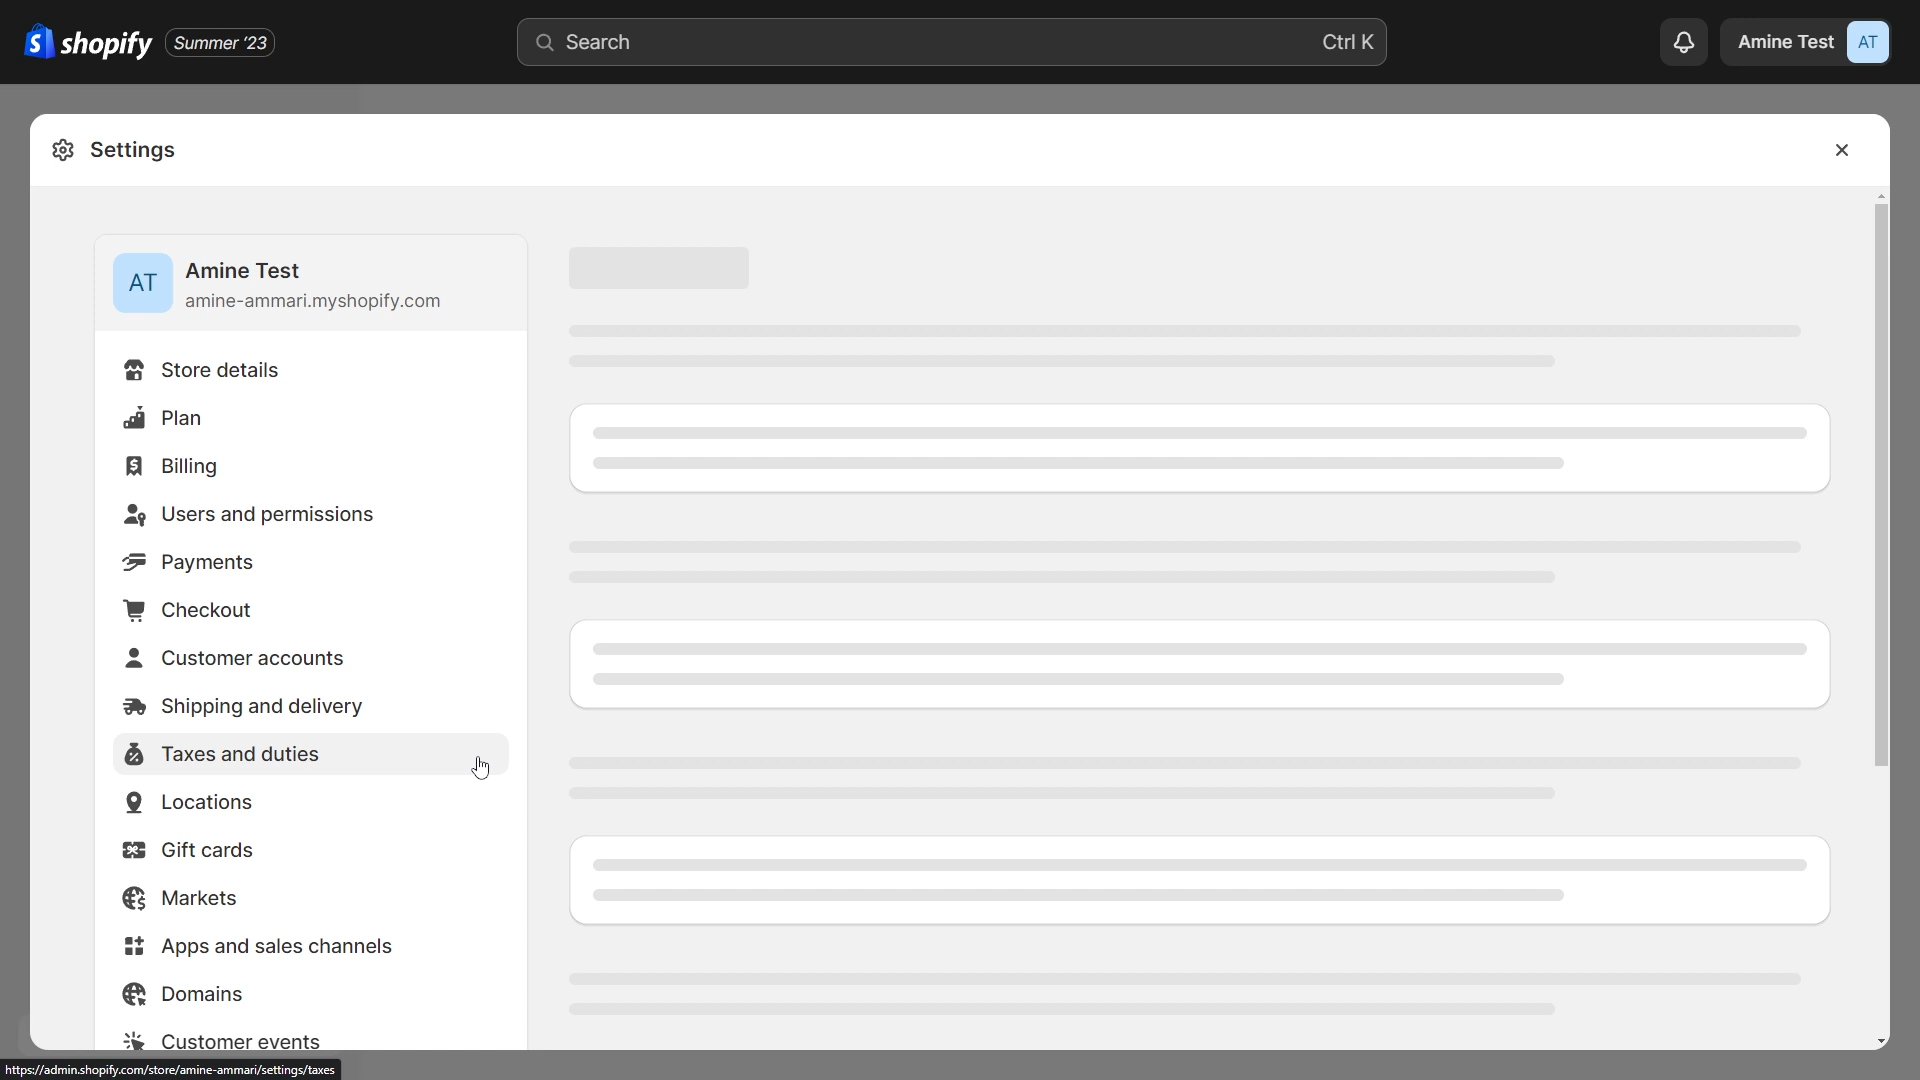 shopify Summer '23
Search Ctrl K
Amine Test AT
Settings
AT
Amine Test
amine-ammari.myshopify.com
Store details
Plan
Billing
Users and permissions
Payments
Checkout
Customer accounts
Shipping and delivery
Taxes and duties
Locations
Gift cards
Markets
Apps and sales channels
Domains
Customer events
https://admin.shopify.com/store/amine-ammari/settings/taxes